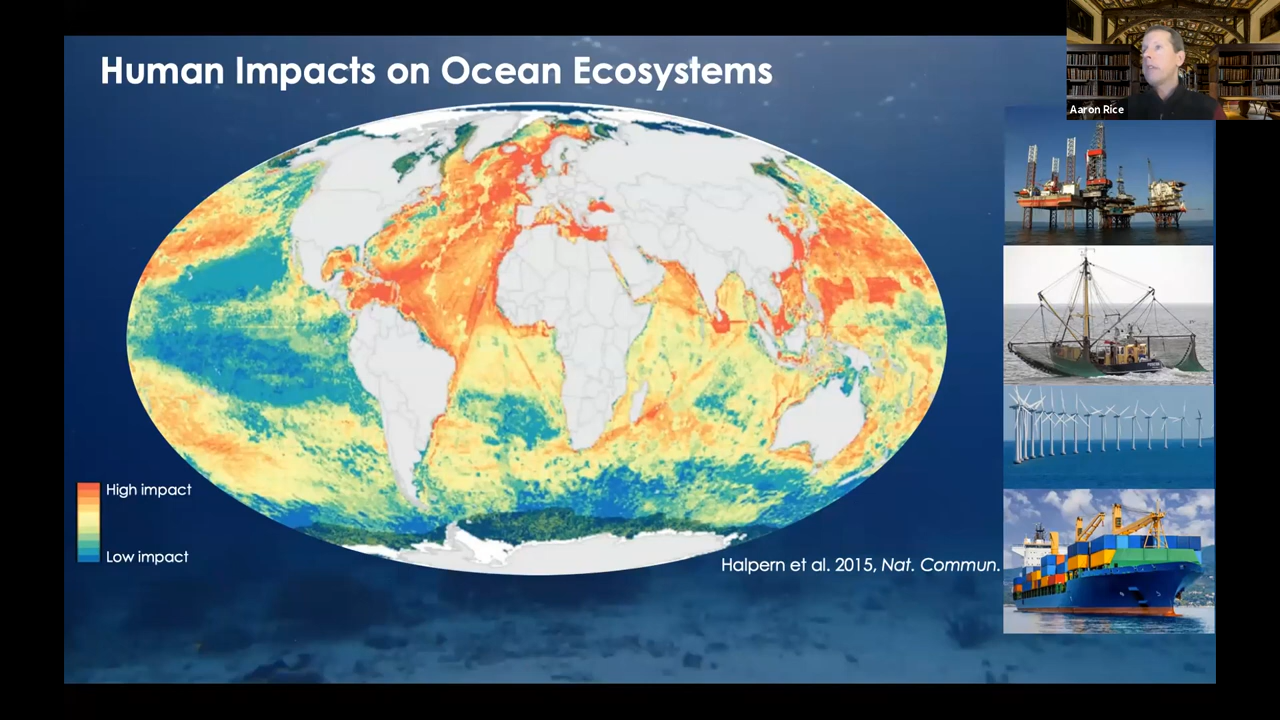 Human Impacts on Ocean Ecosystems
Aaron Rice
High impact
Low impact
Halpern et al. 2015, Nat. Commun.